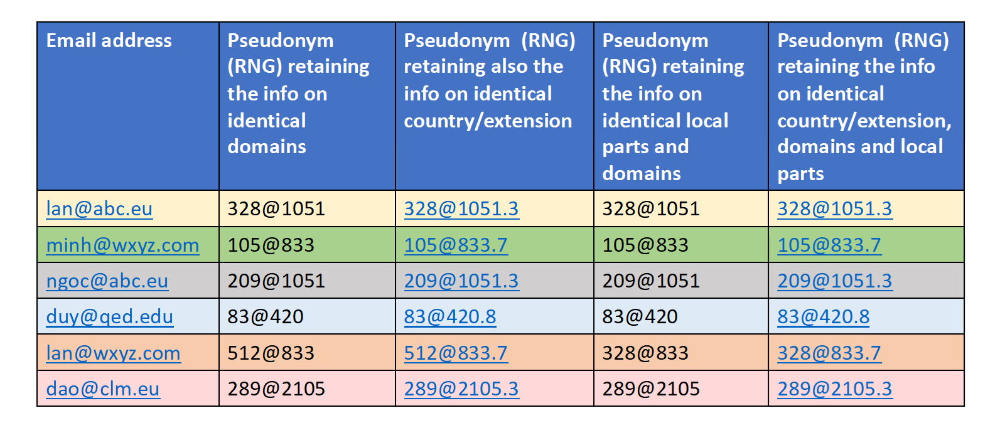 Email address
Pseudonym
(RNG) retaining
the info on
identical
domains
Pseudonym (RNG)
retaining also the
info on identical
country/extension
Pseudonym
(RNG) retaining
the info on
identical local
parts and
domains
Pseudonym (RNG)
retaining the info
on identical
country/extension,
domains and local
parts
lan@abc.eu 328@1051 328@1051.3 328@1051 328@1051.3
minh@wxyz.com 105@833 105@833.7 105@833 105@833.7
ngoc@abc.eu 209@1051 209@1051.3 209@1051 209@1051.3
duy@qed.edu 83@420 83@420.8 83@420 83@420.8
lan@wxyz.com 512@833 512@833.7 328@833 328@833.7
dao@clm.eu 289@2105 289@2105.3 289@2105 289@2105.3